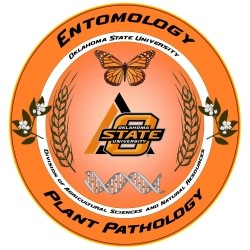 Entomology
Oklahoma State University
OKLAHOMA
STATE
UNIVERSITY
Division of Agricultural Sciences and Natural Resources
Plant Pathology